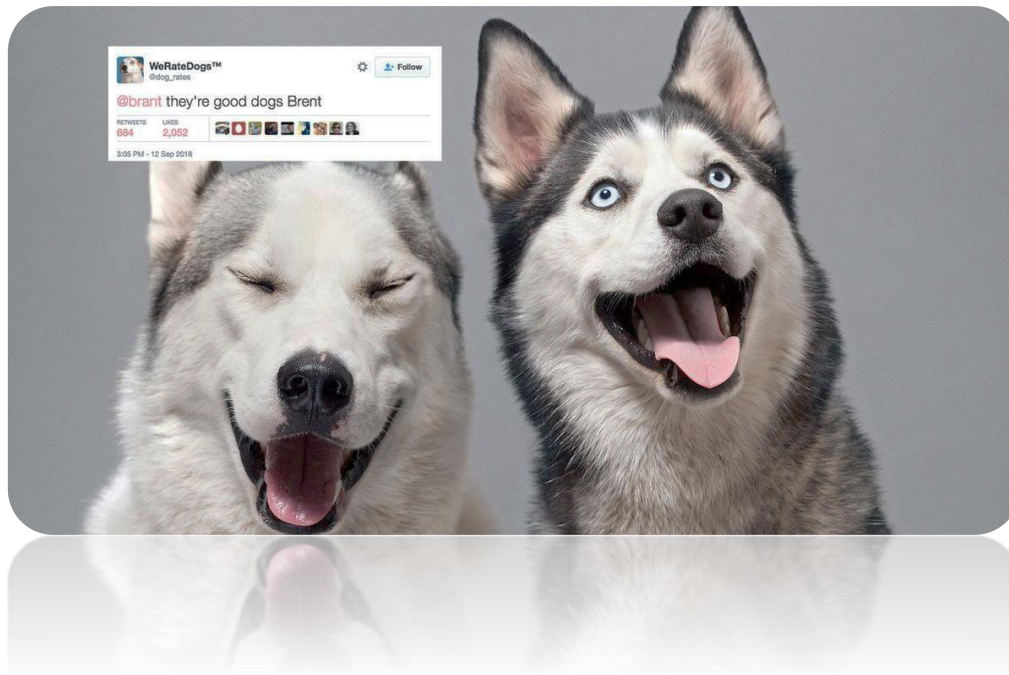 WeRateDogs™
@dog_rates
Follow
@brant they're good dogs Brent
RETWEETS LIKES
684 2,052
3:05 PM - 12 Sep 2016